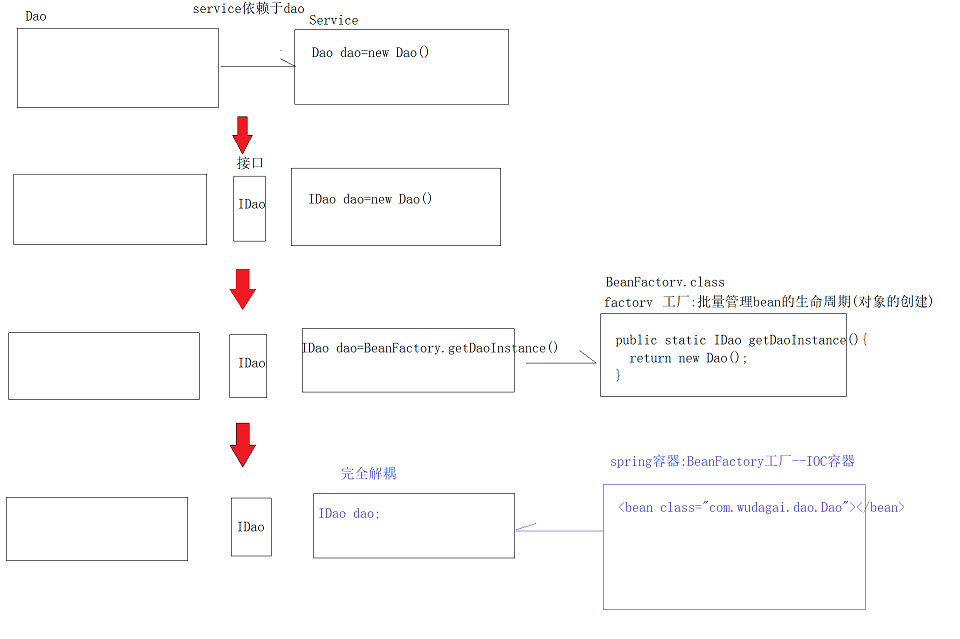 service依赖于dao
Dao
Service
Dao dao=new Dao()
接口
IDao
IDao dao=new Dao()
BeanFactory.class
factory 工厂:批量管理bean的生命周期(对象的创建)
IDao
IDao dao=BeanFactory.getDaoInstance()
public static IDao getDaoInstance(){
return new Dao();
}
完全解耦
spring容器:BeanFactory工厂--IOC容器
IDao
IDao dao;
<bean class="com.wudagai.dao.Dao"></bean>